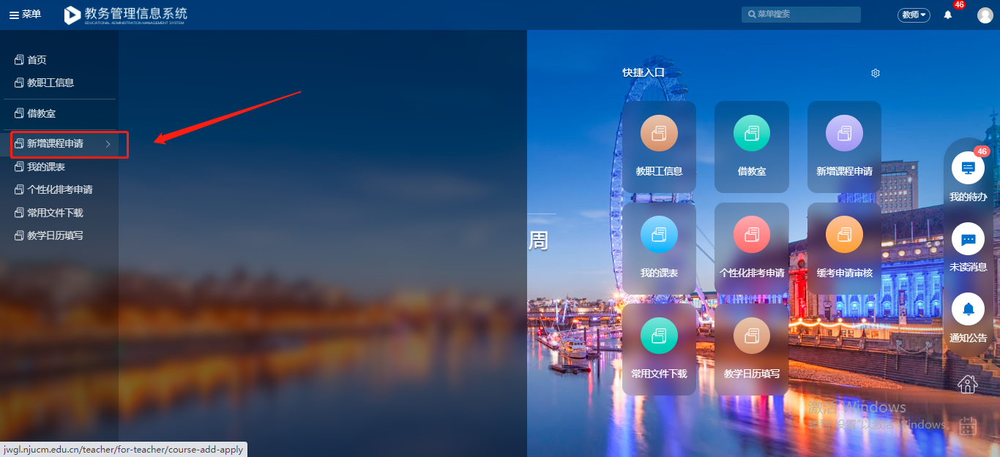 菜单
教务管理信息系统
EDUCATIONAL ADMINISTRATION MANAGEMENT SYSTEM
菜单搜索
教师
46
首页
教职工信息
借教室
新增课程申请
我的课表
个性化排考申请
常用文件下载
教学日历填写
周
快捷入口
教职工信息
借教室
新增课程申请
我的课表
个性化排考申请
缓考申请审核
常用文件下载
教学日历填写
46
我的待办
未读消息
通知公告
激活 Windows
转到"设置"以激活 Windows。
jwgl.njucm.edu.cn/teacher/for-teacher/course-add-apply